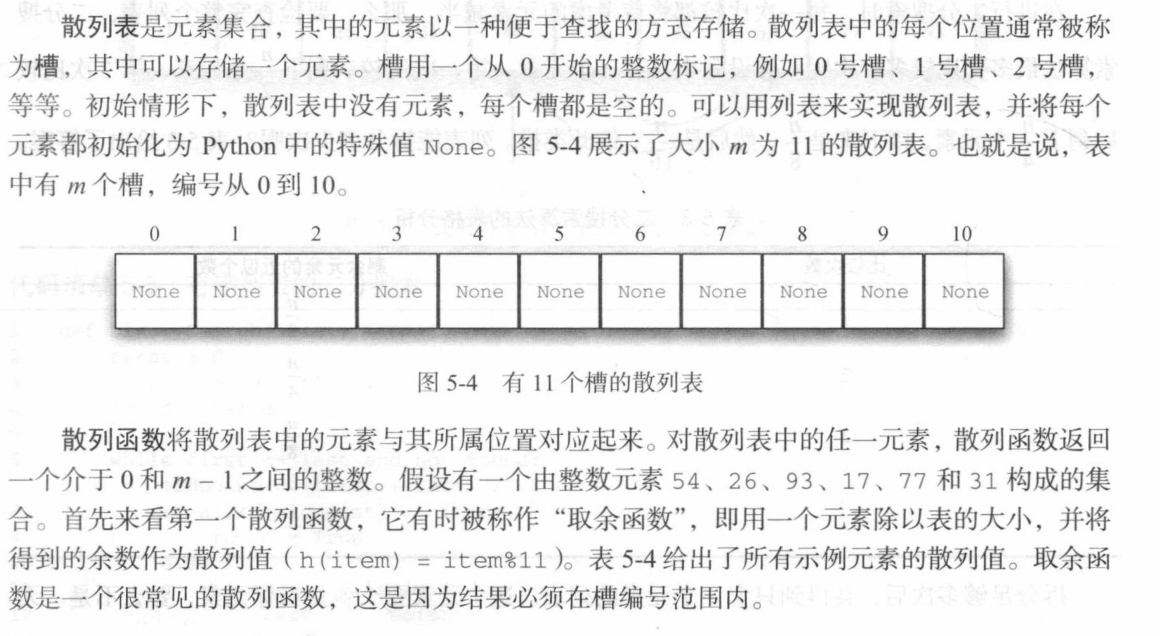 散列表是元素集合，其中的元素以一种便于查找的方式存储。散列表中的每个位置通常被称
为槽，其中可以存储一个元素。槽用一个从 0 开始的整数标记，例如 0 号槽、1 号槽、2 号槽，
等等。初始情形下，散列表中没有元素，每个槽都是空的。可以用列表来实现散列表，并将每个
元素都初始化为 Python 中的特殊值 None。图 5-4 展示了大小 m 为 11 的散列表。也就是说，表
中有 m 个槽，编号从 0 到 10。
0 1 2 3 4 5 6 7 8 9 10
None None None None None None None None None None None
图 5-4 有 11 个槽的散列表
散列函数将散列表中的元素与其所属位置对应起来。对散列表中的任一元素，散列函数返回
一个介于 0 和 m – 1 之间的整数。假设有一个由整数元素 54、26、93、17、77 和 31 构成的集
合。首先来看第一个散列函数，它有时被称作“取余函数”，即用一个元素除以表的大小，并将
得到的余数作为散列值（h(item) = item%11）。表 5-4 给出了所有示例元素的散列值。取余函
数是一个很常见的散列函数，这是因为结果必须在槽编号范围内。